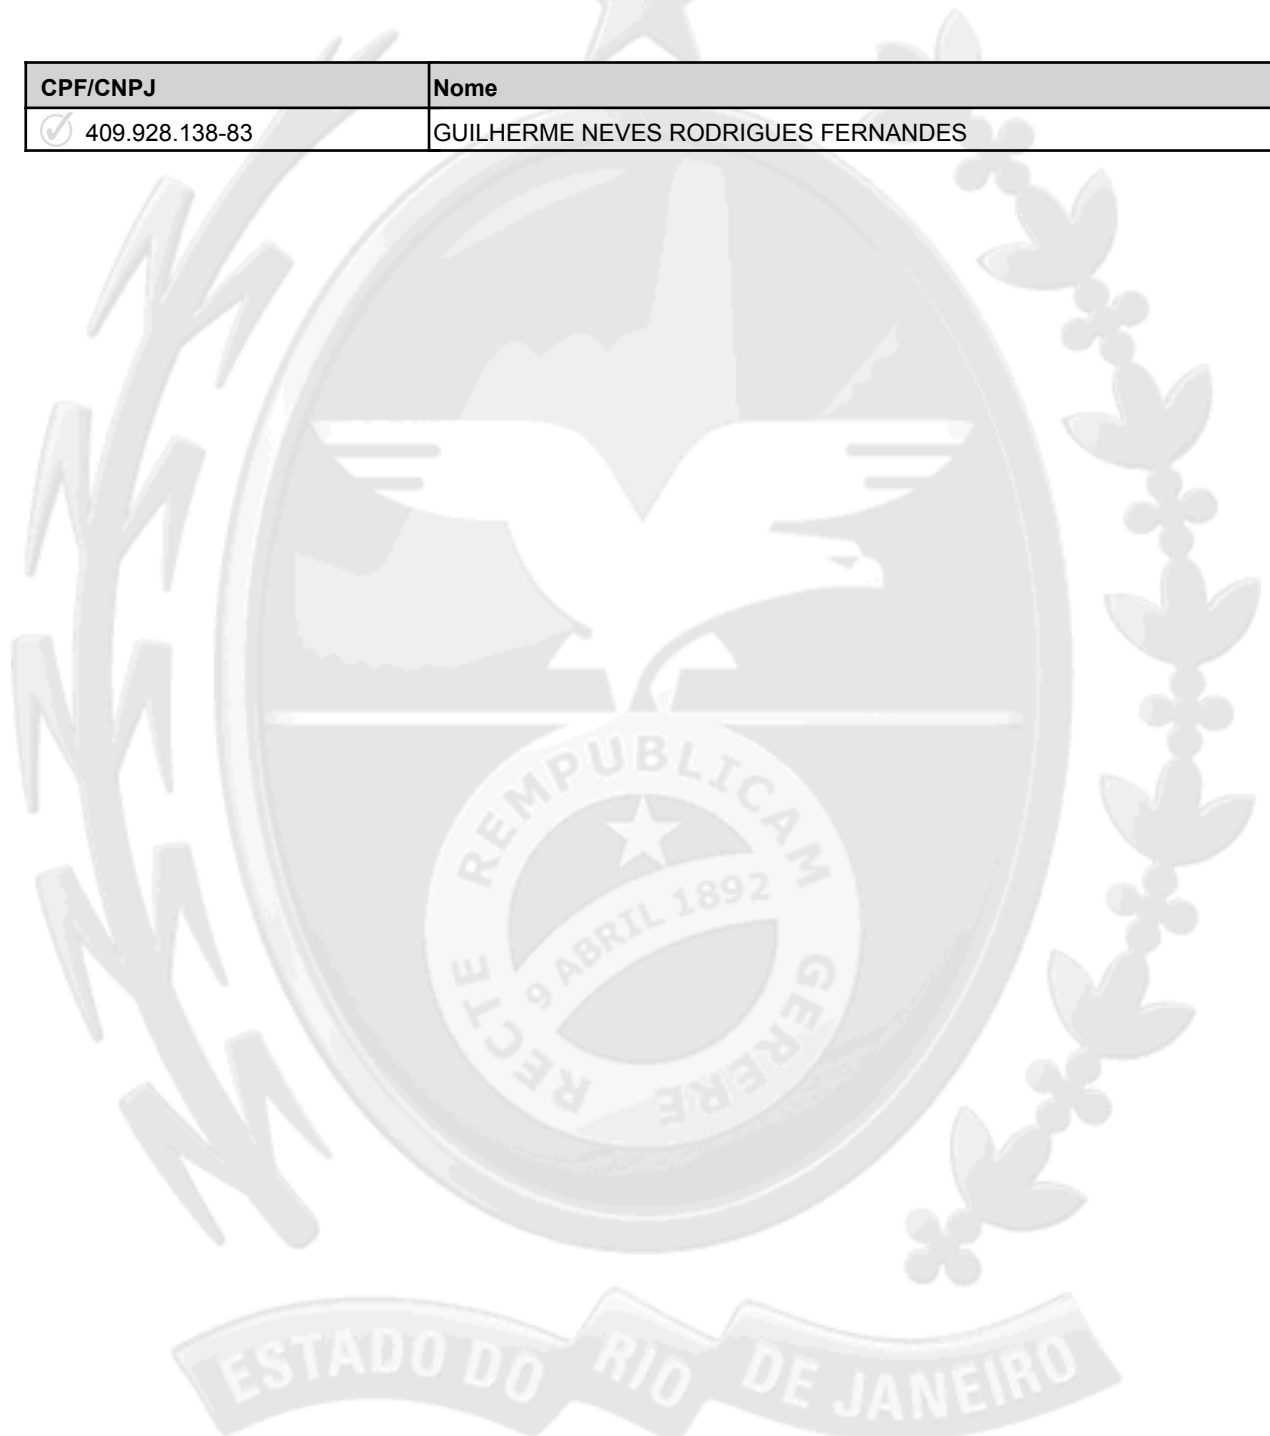 CPF/CNPJ Nome
409.928.138-83 GUILHERME NEVES RODRIGUES FERNANDES
REMPUBLICAM
9 ABRIL 1892
RECTE GERERE
ESTADO DO RIO DE JANEIRO